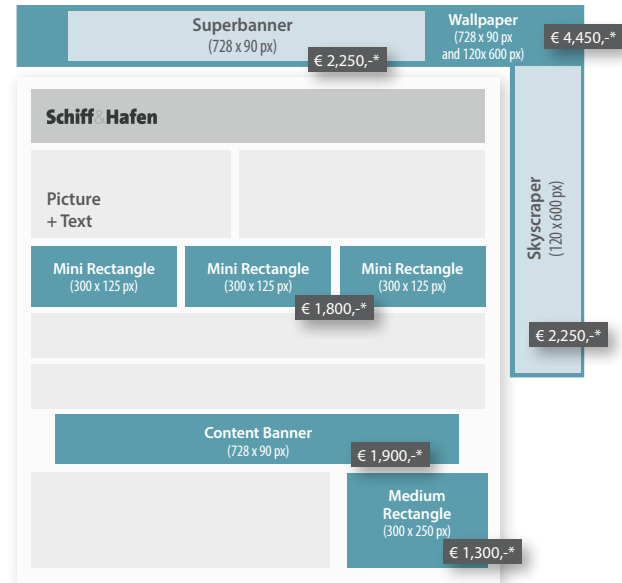 Superbanner
(728 x 90 px)
€ 2,250,-*
Wallpaper
(728 x 90 px
and 120x 600 px)
€ 4,450,-*
Schiff&Hafen
Skyscraper
(120 x 600 px)
€ 2,250,-*
Picture
+ Text
Mini Rectangle
(300 x 125 px)
Mini Rectangle
(300 x 125 px)
€ 1,800,-*
Mini Rectangle
(300 x 125 px)
Content Banner
(728 x 90 px)
€ 1,900,-*
Medium
Rectangle
(300 x 250 px)
€ 1,300,-*